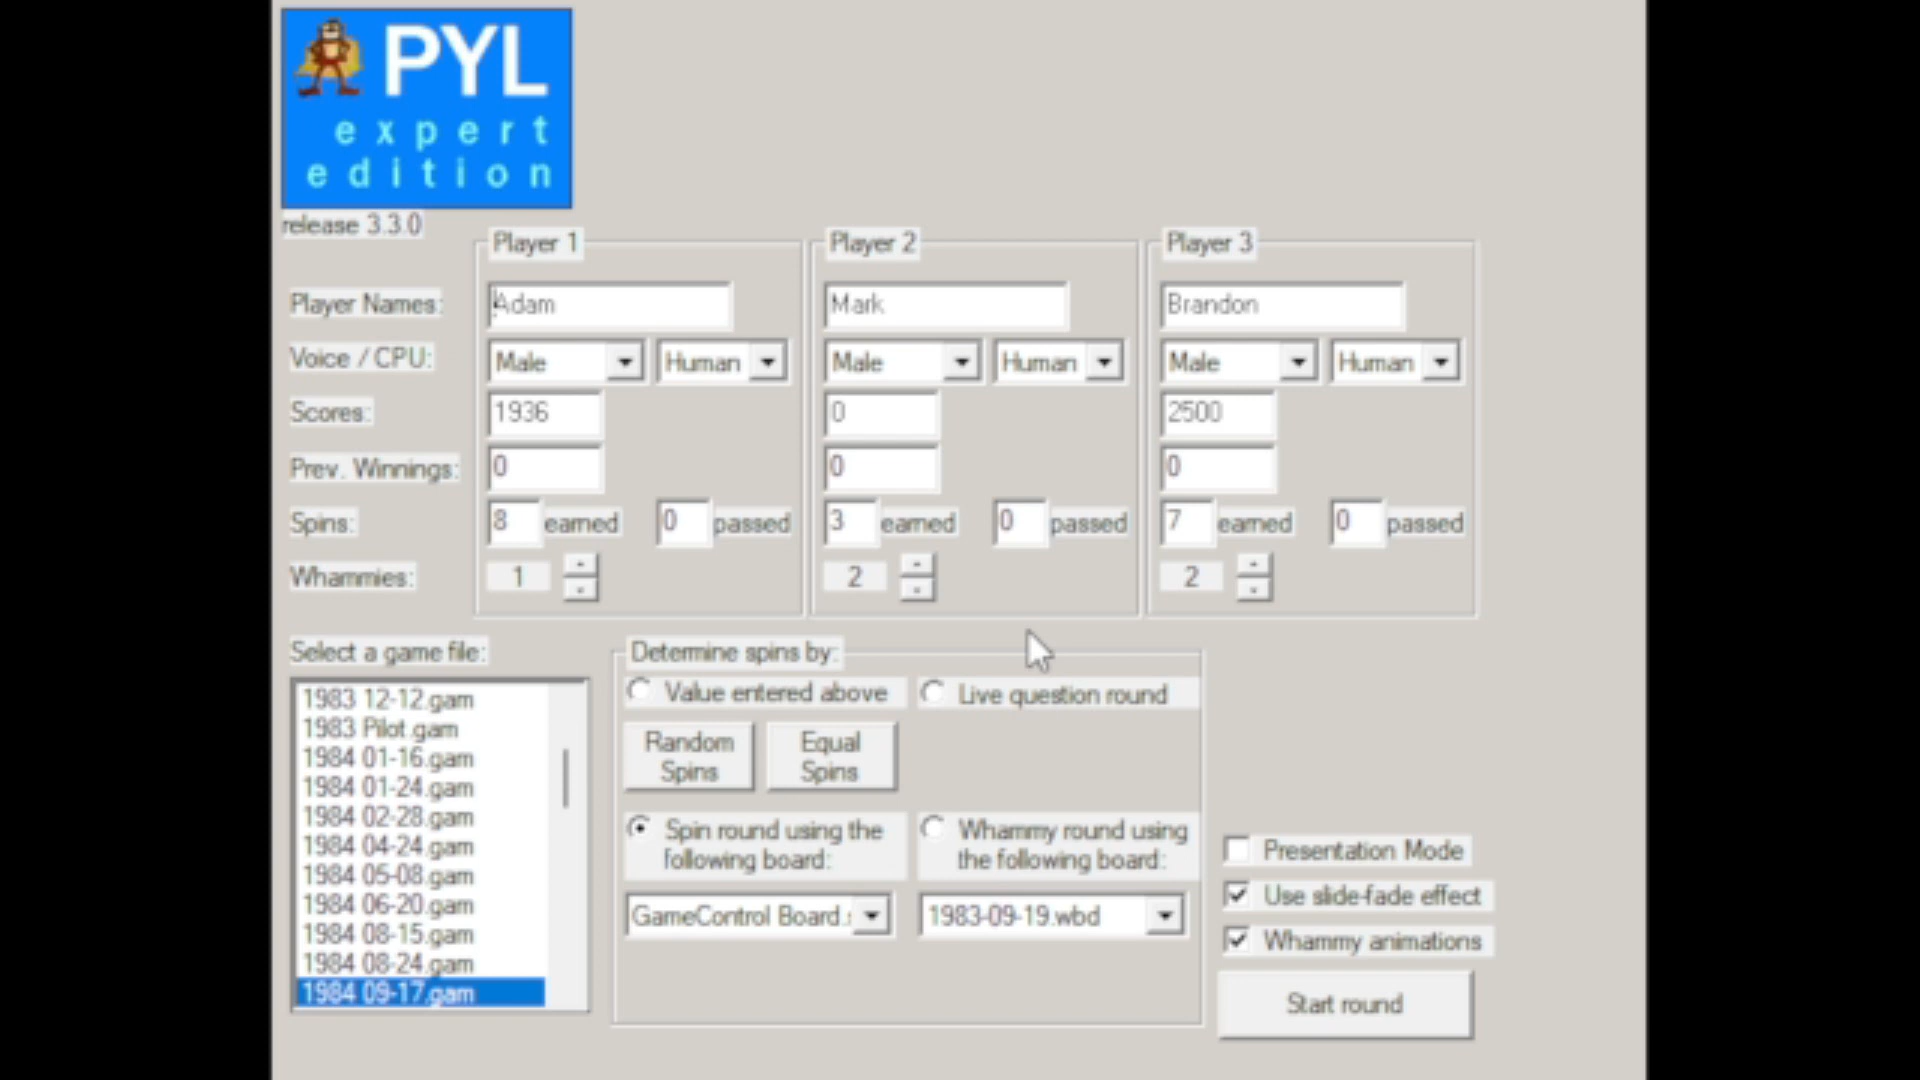 PYL
expert
edition
release 3.3.0
Player 1
Player 2
Player 3
Player Names:
Adam
Mark
Brandon
Voice / CPU:
Male
Human
Male
Human
Male
Human
Scores:
1936
0
2500
Prev. Winnings:
0
0
0
Spins:
8 earned
0 passed
3 earned
0 passed
7 earned
0 passed
Whammies:
1
2
2
Select a game file:
1983 12-12.gam
1983 Pilot.gam
1984 01-16.gam
1984 01-24.gam
1984 02-28.gam
1984 04-24.gam
1984 05-08.gam
1984 06-20.gam
1984 08-15.gam
1984 08-24.gam
1984 09-17.gam
Determine spins by:
Value entered above
Live question round
Random
Spins
Equal
Spins
Spin round using the
following board:
Whammy round using
the following board:
GameControl Board.
1983-09-19.wbd
Presentation Mode
Use slide-fade effect
Whammy animations
Start round